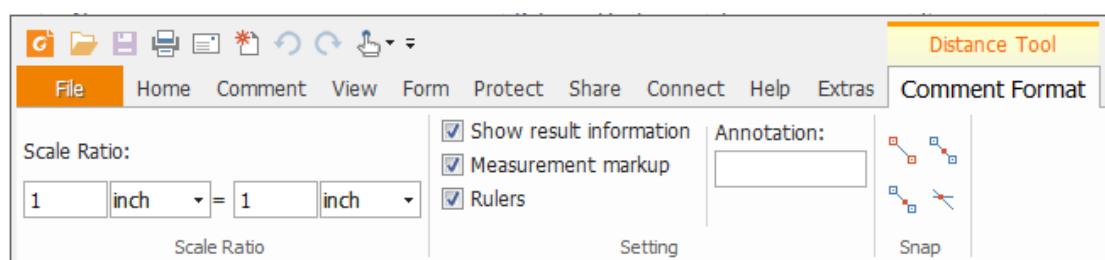 Distance Tool
File Home Comment View Form Protect Share Connect Help Extras Comment Format
Scale Ratio:
1 inch = 1 inch
Scale Ratio
Show result information
Measurement markup
Rulers
Annotation:
Setting
Snap